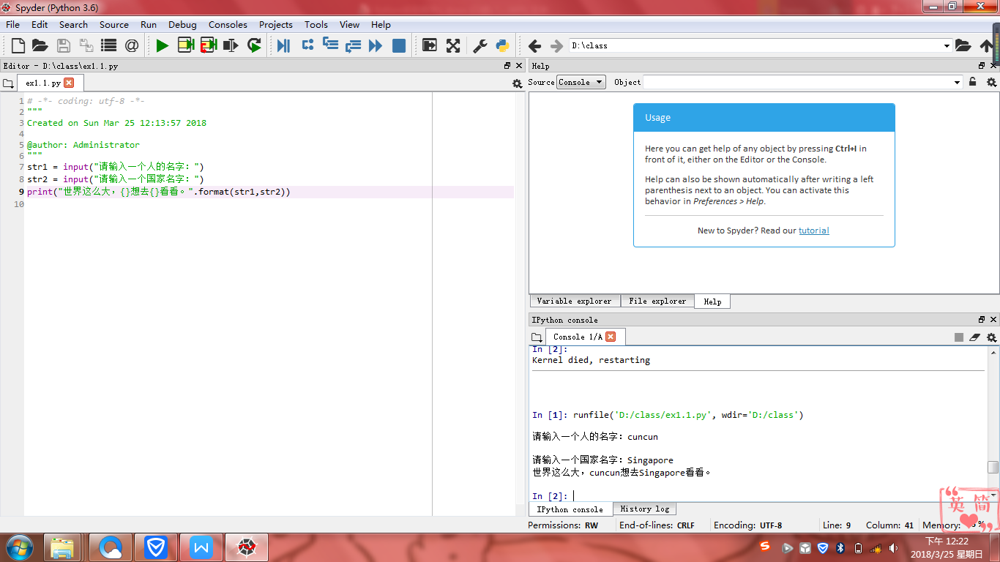 Spyder (Python 3.6)
File Edit Search Source Run Debug Consoles Projects Tools View Help
D:\class
Editor - D:\class\ex1.1.py
ex1.1.py
1 # -*- coding: utf-8 -*-
2 """
3 Created on Sun Mar 25 12:13:57 2018
4
5 @author: Administrator
6 """
7 str1 = input("请输入一个人的名字：")
8 str2 = input("请输入一个国家名字：")
9 print("世界这么大，{}想去{}看看。".format(str1,str2))
10
Help
Source Console Object
Usage
Here you can get help of any object by pressing Ctrl+I in
front of it, either on the Editor or the Console.
Help can also be shown automatically after writing a left
parenthesis next to an object. You can activate this
behavior in Preferences > Help.
New to Spyder? Read our tutorial
Variable explorer File explorer Help
IPython console
Console 1/A
In [2]:
Kernel died, restarting
In [1]: runfile('D:/class/ex1.1.py', wdir='D:/class')
请输入一个人的名字：cuncun
请输入一个国家名字：Singapore
世界这么大，cuncun想去Singapore看看。
In [2]:
IPython console History log
英 简
Permissions: RW End-of-lines: CRLF Encoding: UTF-8 Line: 9 Column: 41 Memory: %
下午 12:22
2018/3/25 星期日